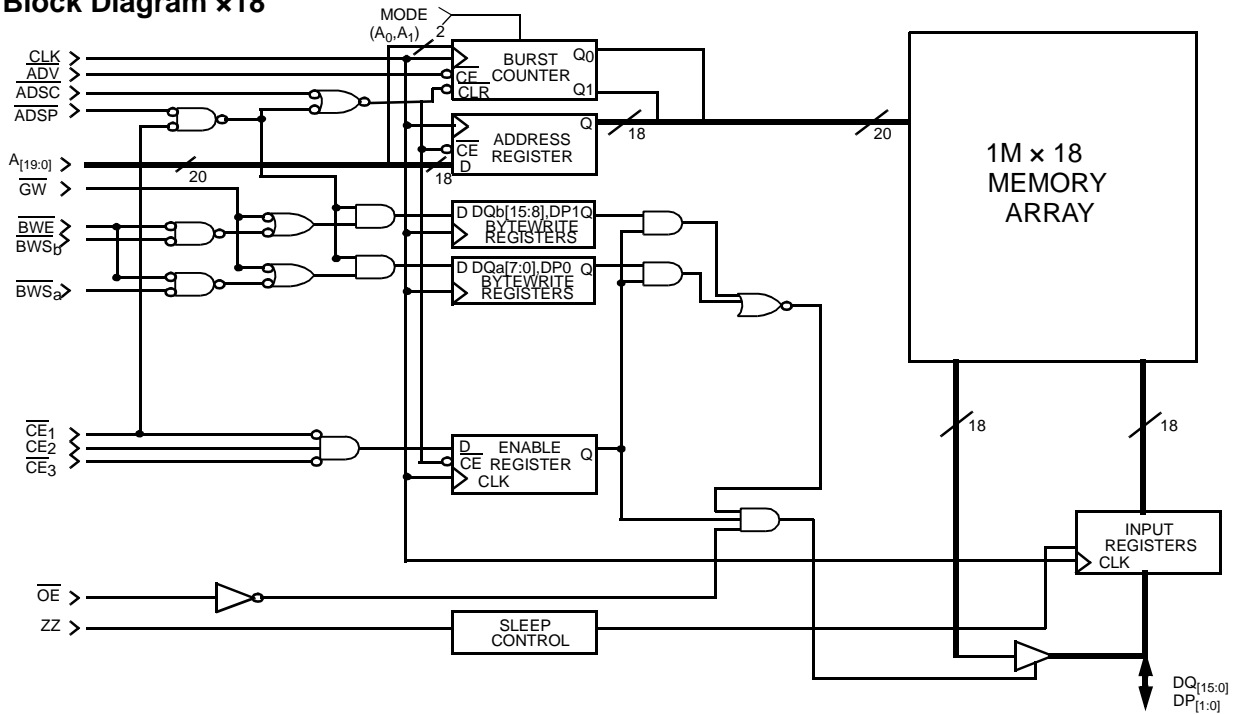 Block Diagram ×18
MODE
(A0,A1) 2
CLK
ADV
ADSC
ADSP
A[19:0]
20
GW
BWE
BWSb
BWSa
CE1
CE2
CE3
OE
ZZ
BURST
COUNTER
CE
CLR
Q0
Q1
ADDRESS
REGISTER
CE
D
Q
18
18
20
D DQb[15:8],DP1Q
BYTEWRITE
REGISTERS
D DQa[7:0],DP0 Q
BYTEWRITE
REGISTERS
D ENABLE
CE REGISTER
CLK
Q
SLEEP
CONTROL
1M × 18
MEMORY
ARRAY
18
18
INPUT
REGISTERS
CLK
DQ[15:0]
DP[1:0]